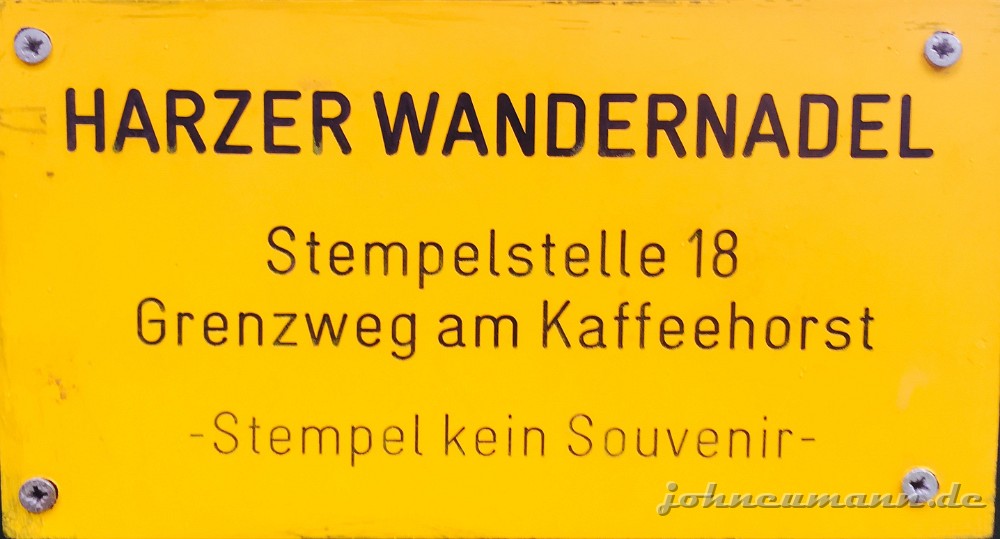 HARZER WANDERNADEL
Stempelstelle 18
Grenzweg am Kaffeehorst
-Stempel kein Souvenir-
johneumann.de